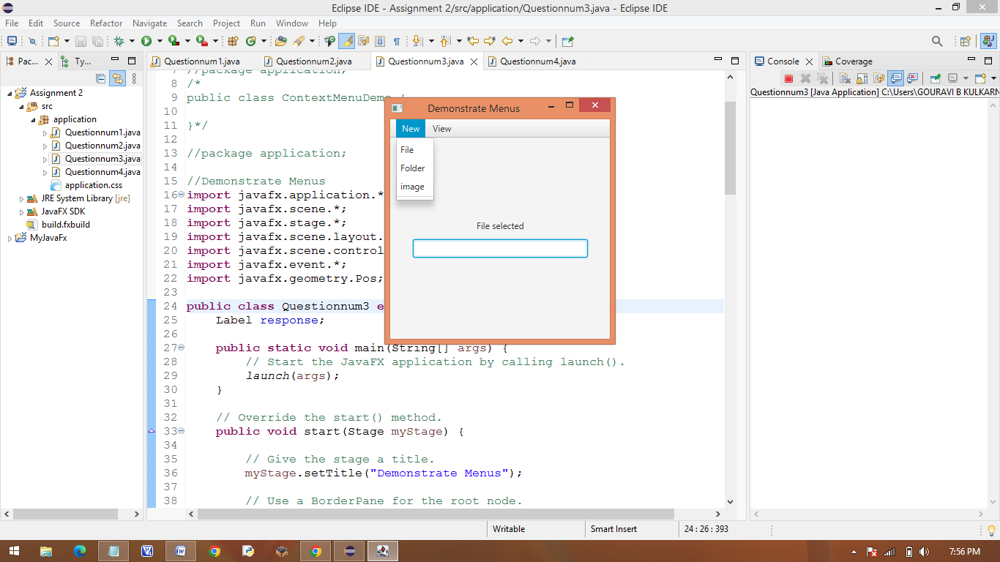 Eclipse IDE - Assignment 2/src/application/Questionnum3.java - Eclipse IDE
File Edit Source Refactor Navigate Search Project Run Window Help
Pac...
Ty...
Assignment 2
src
application
Questionnum1.java
Questionnum2.java
Questionnum3.java
Questionnum4.java
application.css
JRE System Library [jre]
JavaFX SDK
build.fxbuild
MyJavaFx
Questionnum1.java Questionnum2.java Questionnum3.java Questionnum4.java
7 //package application;
8 /*
9 public class ContextMenuDemo {
10
11 }*/
12
13 //package application;
14
15 //Demonstrate Menus
16 import javafx.application.*
17 import javafx.scene.*;
18 import javafx.stage.*;
19 import javafx.scene.layout.
20 import javafx.scene.control
21 import javafx.event.*;
22 import javafx.geometry.Pos;
23
24 public class Questionnum3 e
25 Label response;
26
27 public static void main(String[] args) {
28 // Start the JavaFX application by calling launch().
29 launch(args);
30 }
31
32 // Override the start() method.
33 public void start(Stage myStage) {
34
35 // Give the stage a title.
36 myStage.setTitle("Demonstrate Menus");
37
38 // Use a BorderPane for the root node.
Demonstrate Menus
New View
File
Folder
image
File selected
Console Coverage
Questionnum3 [Java Application] C:\Users\GOURAVI B KULKARN
Writable Smart Insert 24 : 26 : 393
7:56 PM